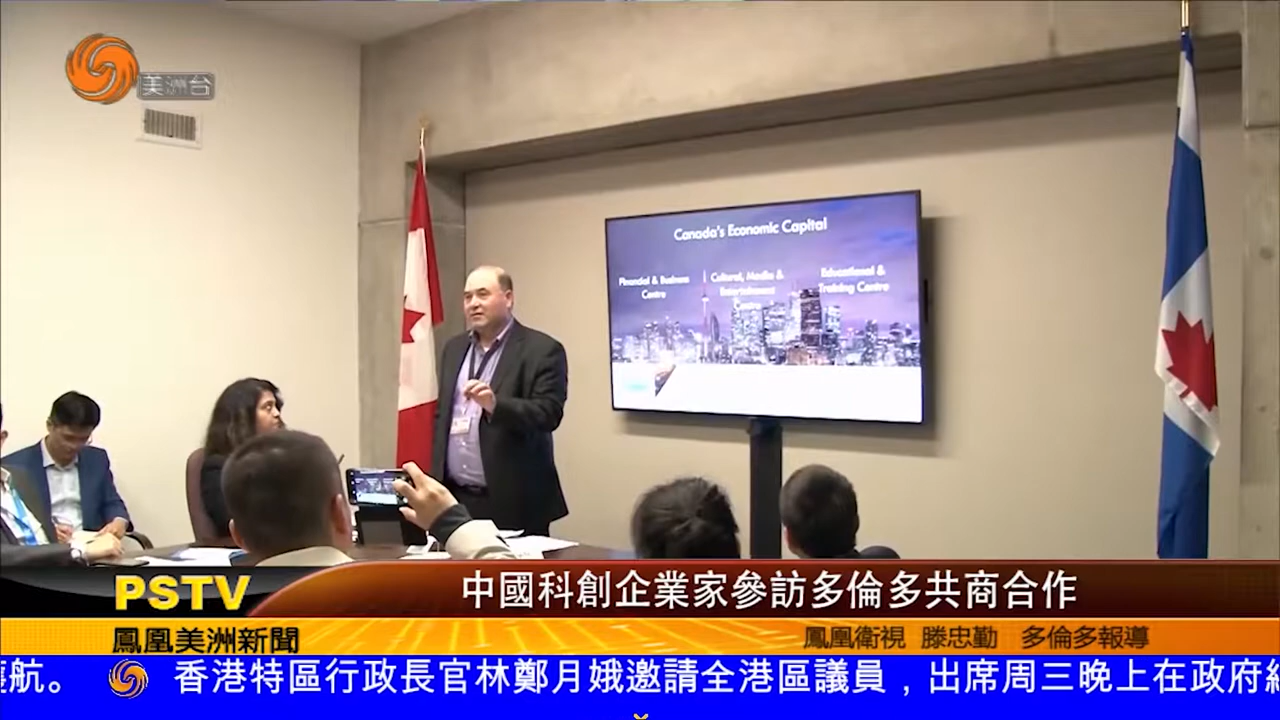 美洲台
Canada's Economic Capital
Financial & Business
Centre
Cultural, Media &
Entertainment
Centre
Educational &
Training Centre
PSTV
中國科創企業家參訪多倫多共商合作
鳳凰美洲新聞
鳳凰衛視 滕忠勤 多倫多報導
航。 香港特區行政長官林鄭月娥邀請全港區議員，出席周三晚上在政府總